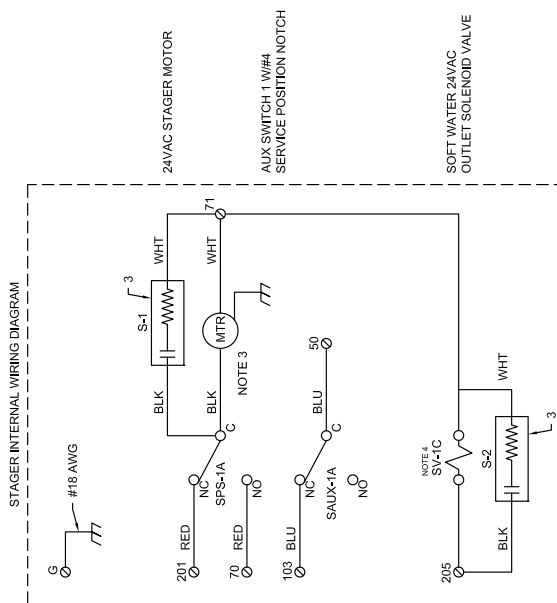 STAGER INTERNAL WIRING DIAGRAM
G
#18 AWG
24VAC STAGER MOTOR
3
S-1
BLK
WHT
201
RED
NC
SPS-1A
C
BLK
MTR
WHT
71
NOTE 3
70
RED
NO
AUX SWITCH 1 W/#4
SERVICE POSITION NOTCH
103
BLU
NC
SAUX-1A
C
BLU
50
NO
SOFT WATER 24VAC
OUTLET SOLENOID VALVE
205
NOTE 4
SV-1C
BLK
S-2
WHT
3